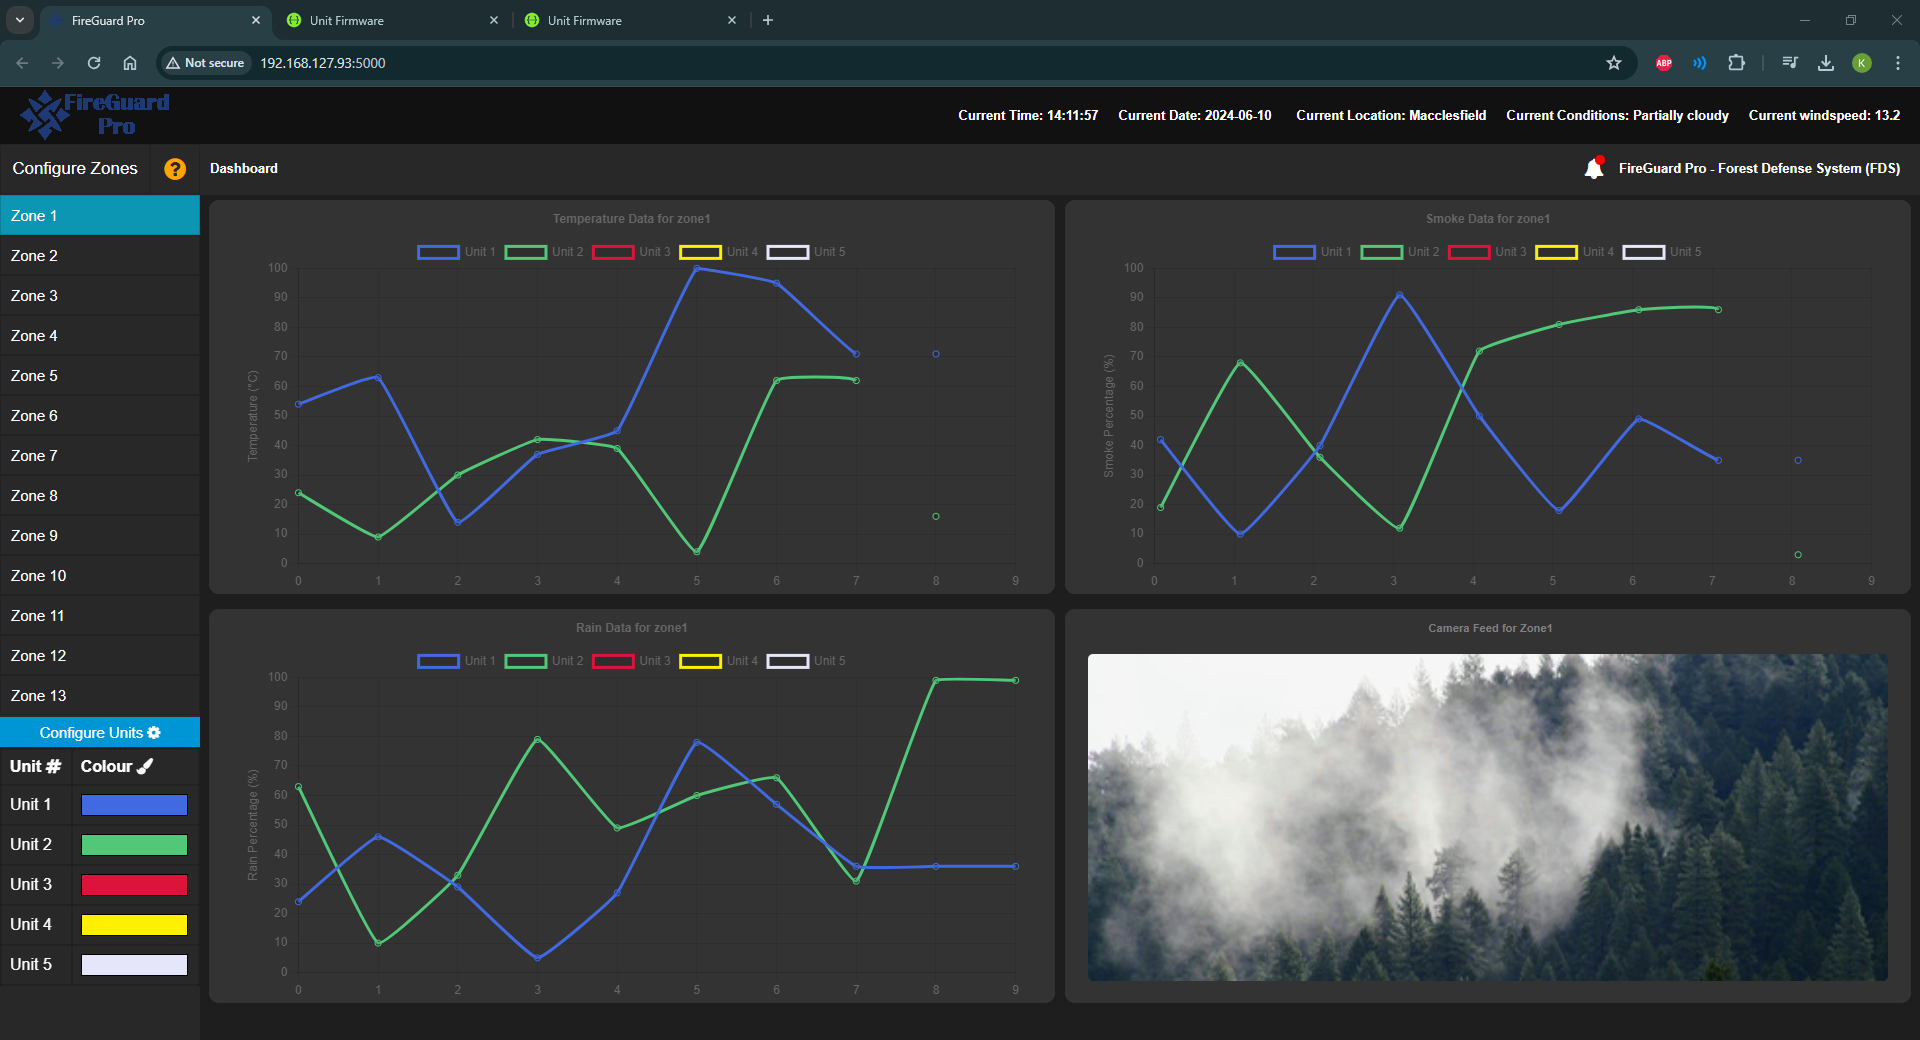 FireGuard Pro
Unit Firmware
Unit Firmware
Not secure
192.168.127.93:5000
ABP
K
FireGuard
Pro
Current Time: 14:11:57
Current Date: 2024-06-10
Current Location: Macclesfield
Current Conditions: Partially cloudy
Current windspeed: 13.2
Configure Zones
?
Dashboard
FireGuard Pro - Forest Defense System (FDS)
Zone 1
Zone 2
Zone 3
Zone 4
Zone 5
Zone 6
Zone 7
Zone 8
Zone 9
Zone 10
Zone 11
Zone 12
Zone 13
Configure Units
Unit #
Colour
Unit 1
Unit 2
Unit 3
Unit 4
Unit 5
Temperature Data for zone1
Unit 1 Unit 2 Unit 3 Unit 4 Unit 5
Temperature (°C)
100
90
80
70
60
50
40
30
20
10
0
0 1 2 3 4 5 6 7 8 9
Smoke Data for zone1
Unit 1 Unit 2 Unit 3 Unit 4 Unit 5
Smoke Percentage (%)
100
90
80
70
60
50
40
30
20
10
0
0 1 2 3 4 5 6 7 8 9
Rain Data for zone1
Unit 1 Unit 2 Unit 3 Unit 4 Unit 5
Rain Percentage (%)
100
90
80
70
60
50
40
30
20
10
0
0 1 2 3 4 5 6 7 8 9
Camera Feed for Zone1